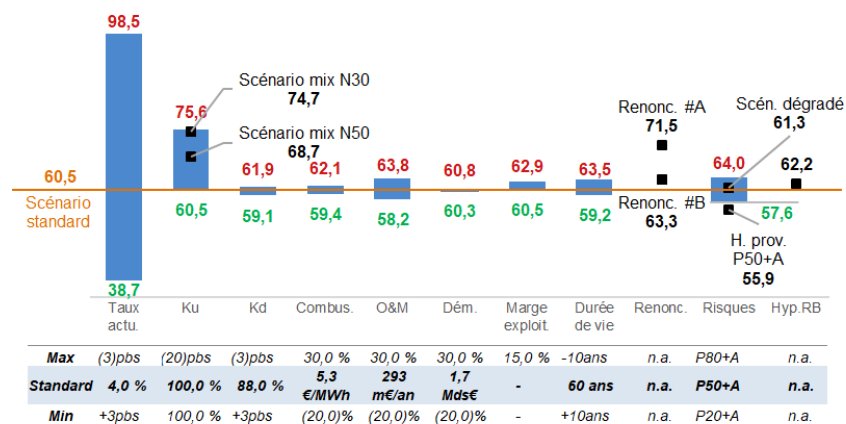 98,5
Scénario mix N30
74,7
75,6
Scénario mix N50
68,7
Renonc. #A
71,5
Scén. dégradé
61,3
60,5
Scénario
standard
61,9
62,1
63,8
60,8
62,9
63,5
64,0
62,2
60,5
59,1
59,4
58,2
60,3
60,5
59,2
Renonc. #B
63,3
57,6
H. prov.
P50+A
55,9
38,7
Taux
actu.
Ku
Kd
Combus.
O&M
Dém.
Marge
exploit.
Durée
de vie
Renonc.
Risques
Hyp.RB
Max (3)pbs (20)pbs (3)pbs 30,0 % 30,0 % 30,0 % 15,0 % -10ans n.a. P80+A n.a.
Standard 4,0 % 100,0 % 88,0 % 5,3 €/MWh 293 m€/an 1,7 Mds€ - 60 ans n.a. P50+A n.a.
Min +3pbs 100,0 % +3pbs (20,0)% (20,0)% (20,0)% - +10ans n.a. P20+A n.a.